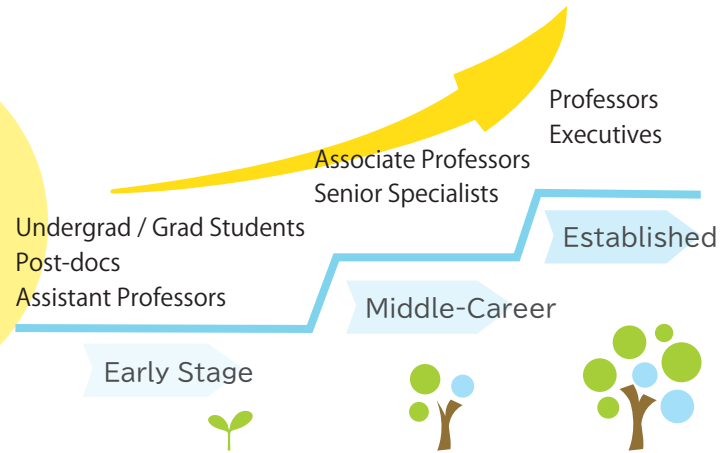 Professors
Executives
Associate Professors
Senior Specialists
Undergrad / Grad Students
Post-docs
Assistant Professors
Established
Middle-Career
Early Stage